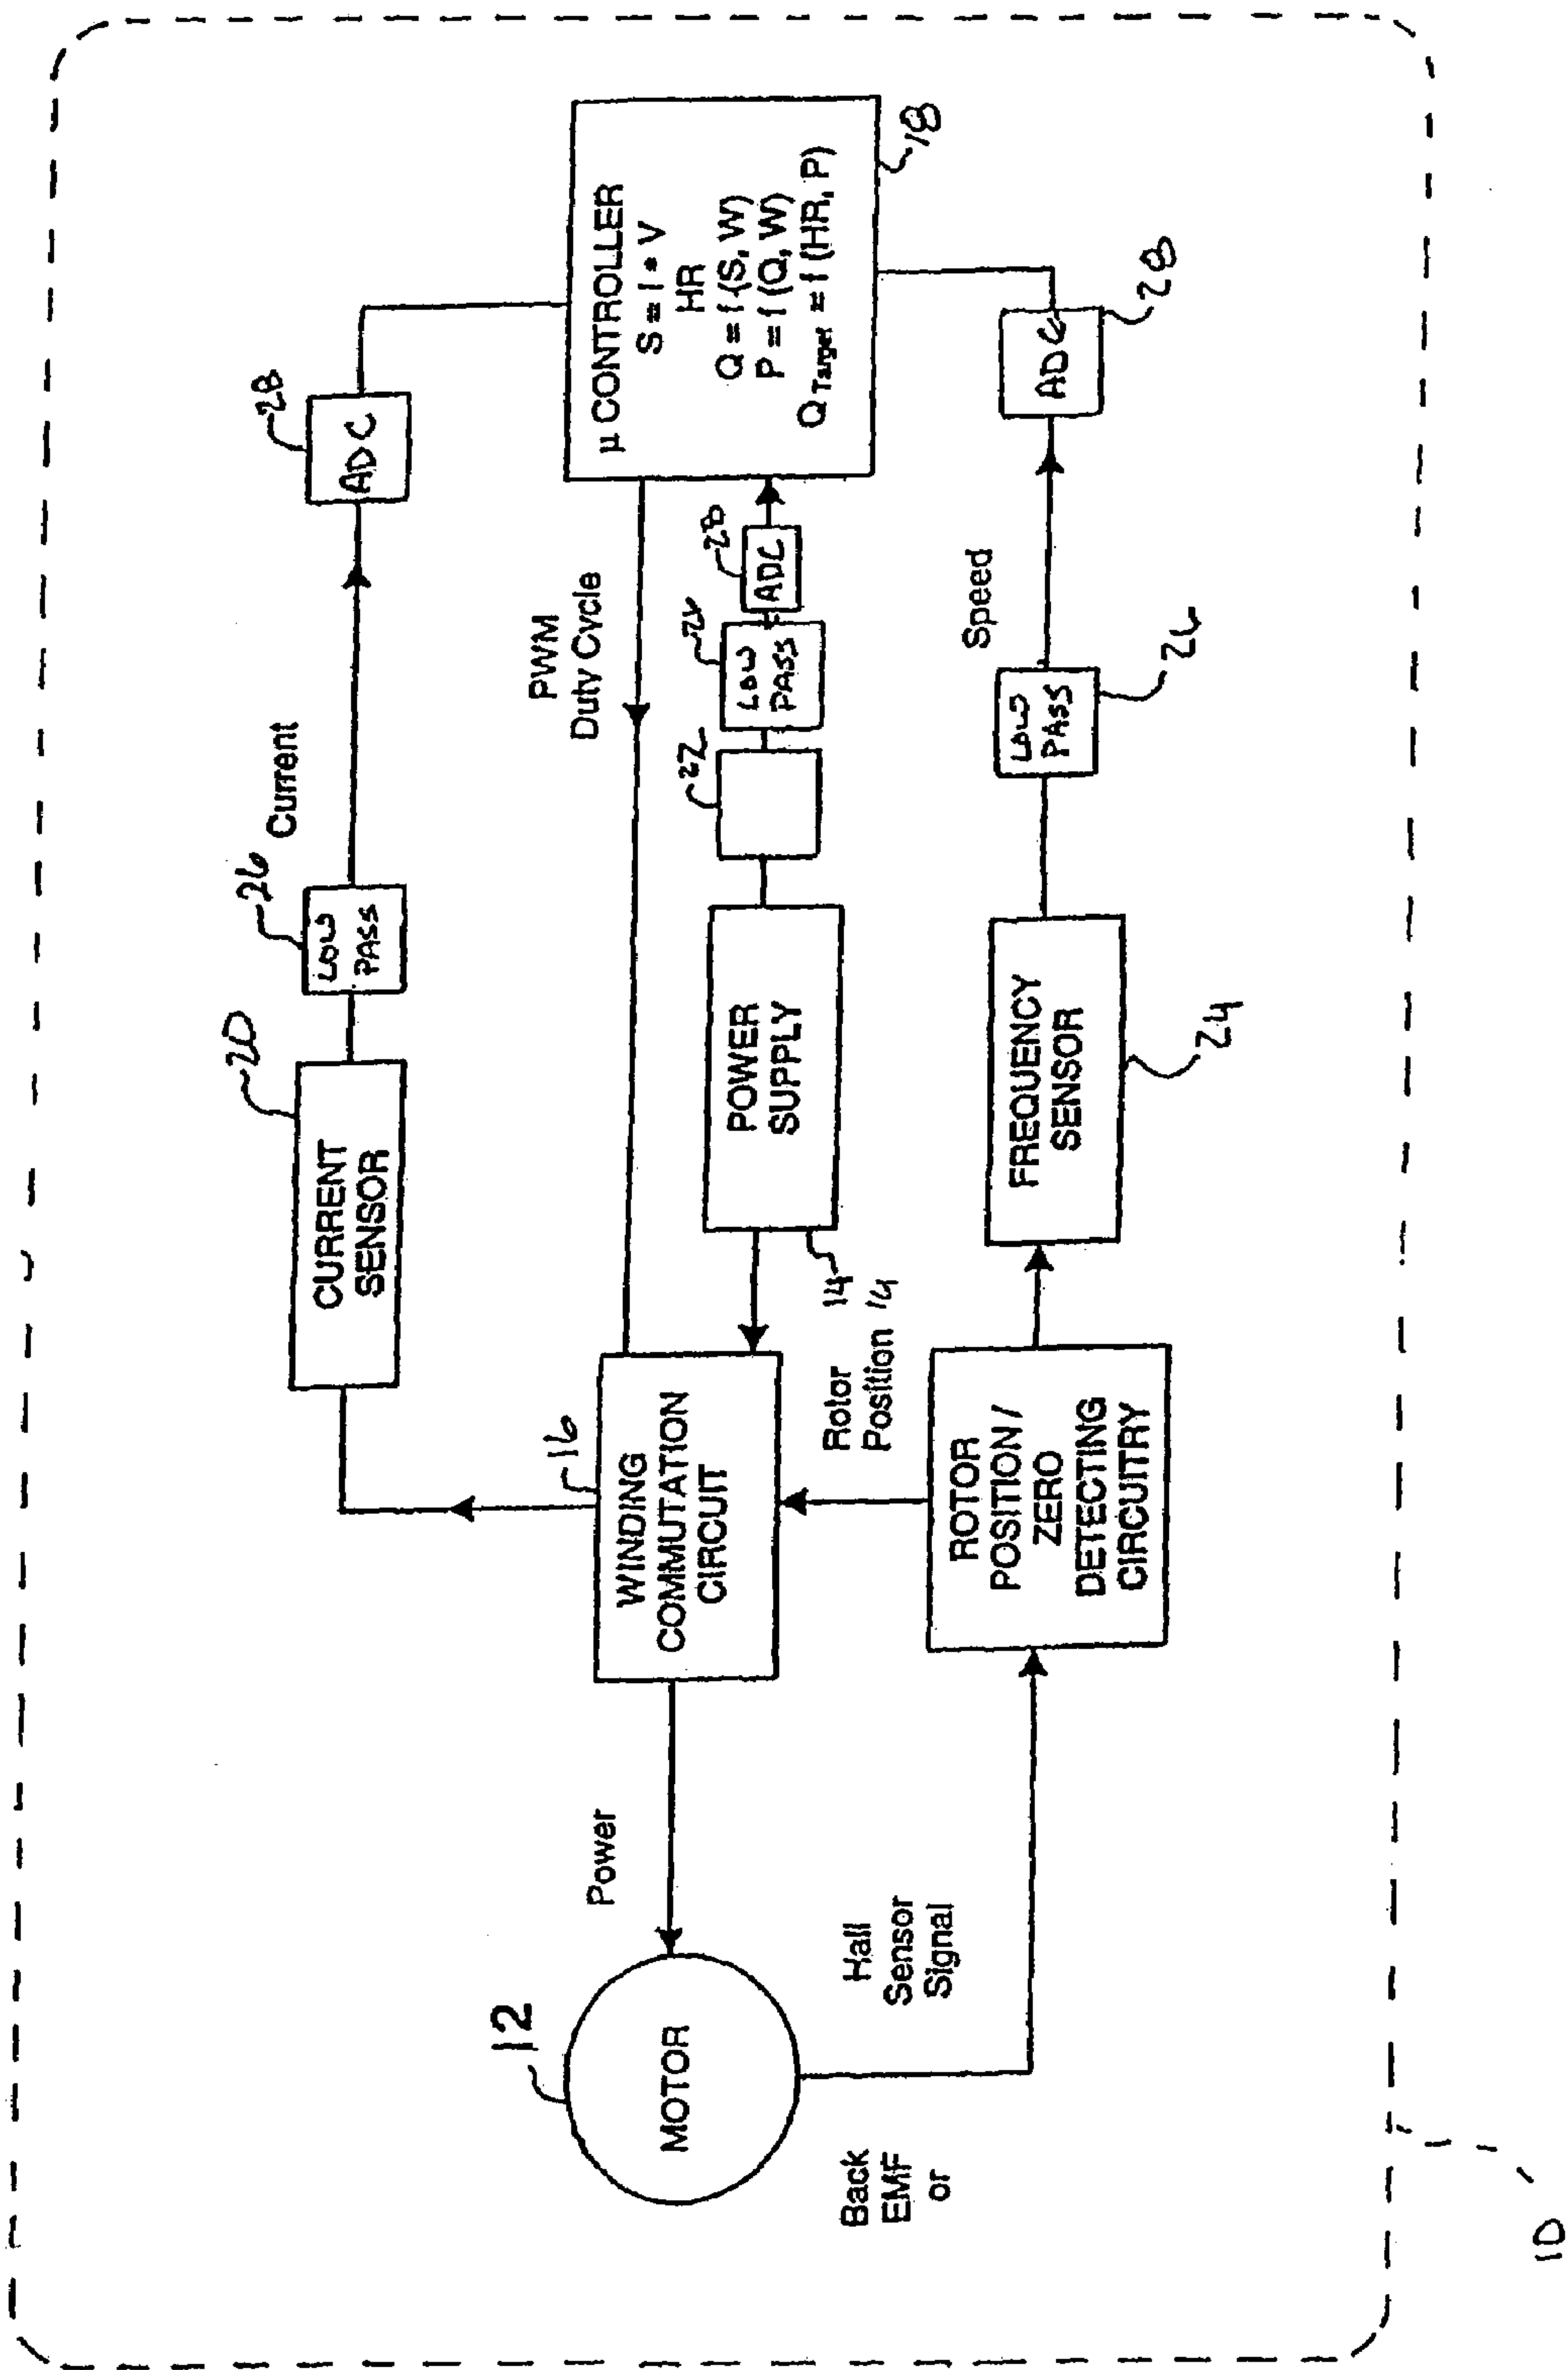 20
CURRENT
SENSOR
26
LOW
PASS
Current
28
ADC
12
MOTOR
Power
16
WINDING
COMMUTATION
CIRCUIT
PWM
Duty Cycle
14
POWER
SUPPLY
22
26
LOW
PASS
28
ADC
μ CONTROLLER
S = I * V
HR
Q = f (S, W)
P = f (Q, W)
QTarget = f (HR, P)
18
Back
EMF
or
Hall
Sensor
Signal
Rotor
Position 14
ROTOR
POSITION /
ZERO
DETECTING
CIRCUITRY
FREQUENCY
SENSOR
24
LOW
PASS
26
Speed
ADC
28
10